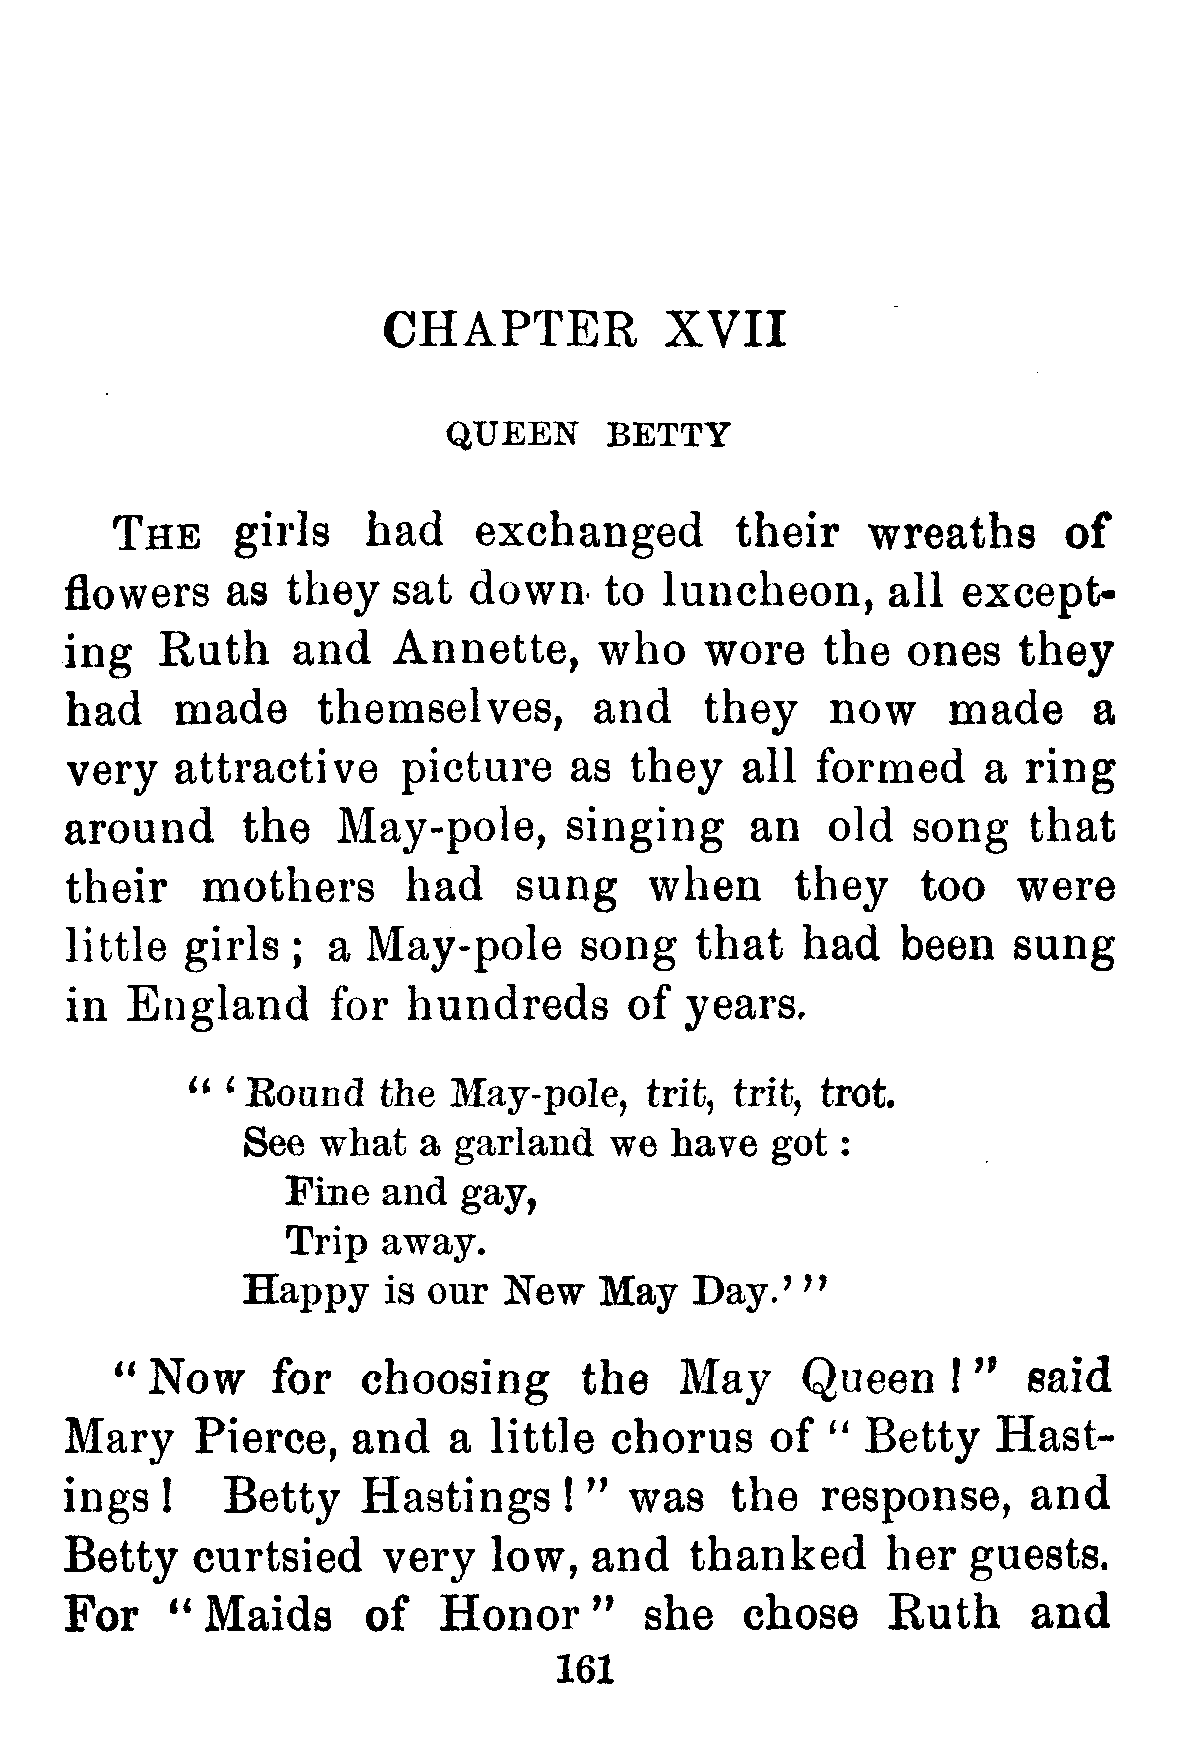 CHAPTER XVII
QUEEN BETTY
THE girls had exchanged their wreaths of
flowers as they sat down to luncheon, all except-
ing Ruth and Annette, who wore the ones they
had made themselves, and they now made a
very attractive picture as they all formed a ring
around the May-pole, singing an old song that
their mothers had sung when they too were
little girls; a May-pole song that had been sung
in England for hundreds of years.
"'Round the May-pole, trit, trit, trot.
See what a garland we have got:
Fine and gay,
Trip away.
Happy is our New May Day.'"
"Now for choosing the May Queen!" said
Mary Pierce, and a little chorus of "Betty Hast-
ings! Betty Hastings!" was the response, and
Betty curtsied very low, and thanked her guests.
For "Maids of Honor" she chose Ruth and
161